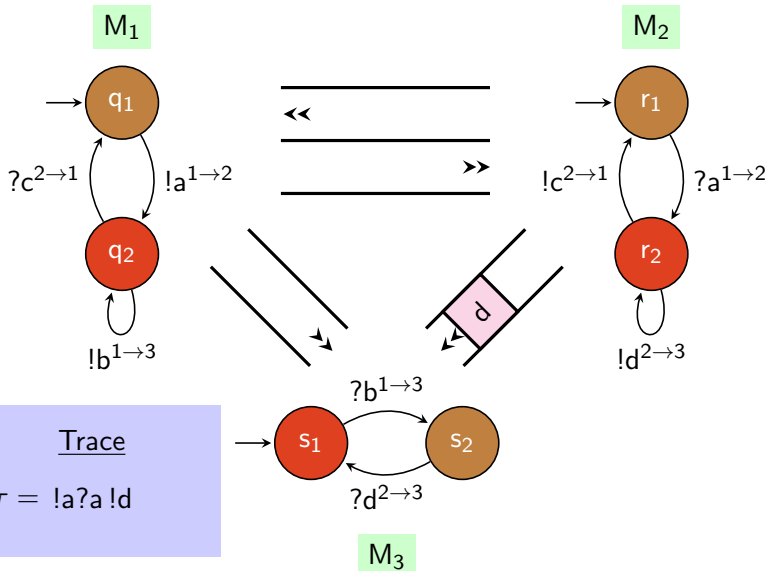 M₁
M₂
q₁
r₁
?c²→¹
!a¹→²
!c²→¹
?a¹→²
q₂
r₂
d
!b¹→³
!d²→³
?b¹→³
Trace
s₁
s₂
= !a?a !d
?d²→³
M₃